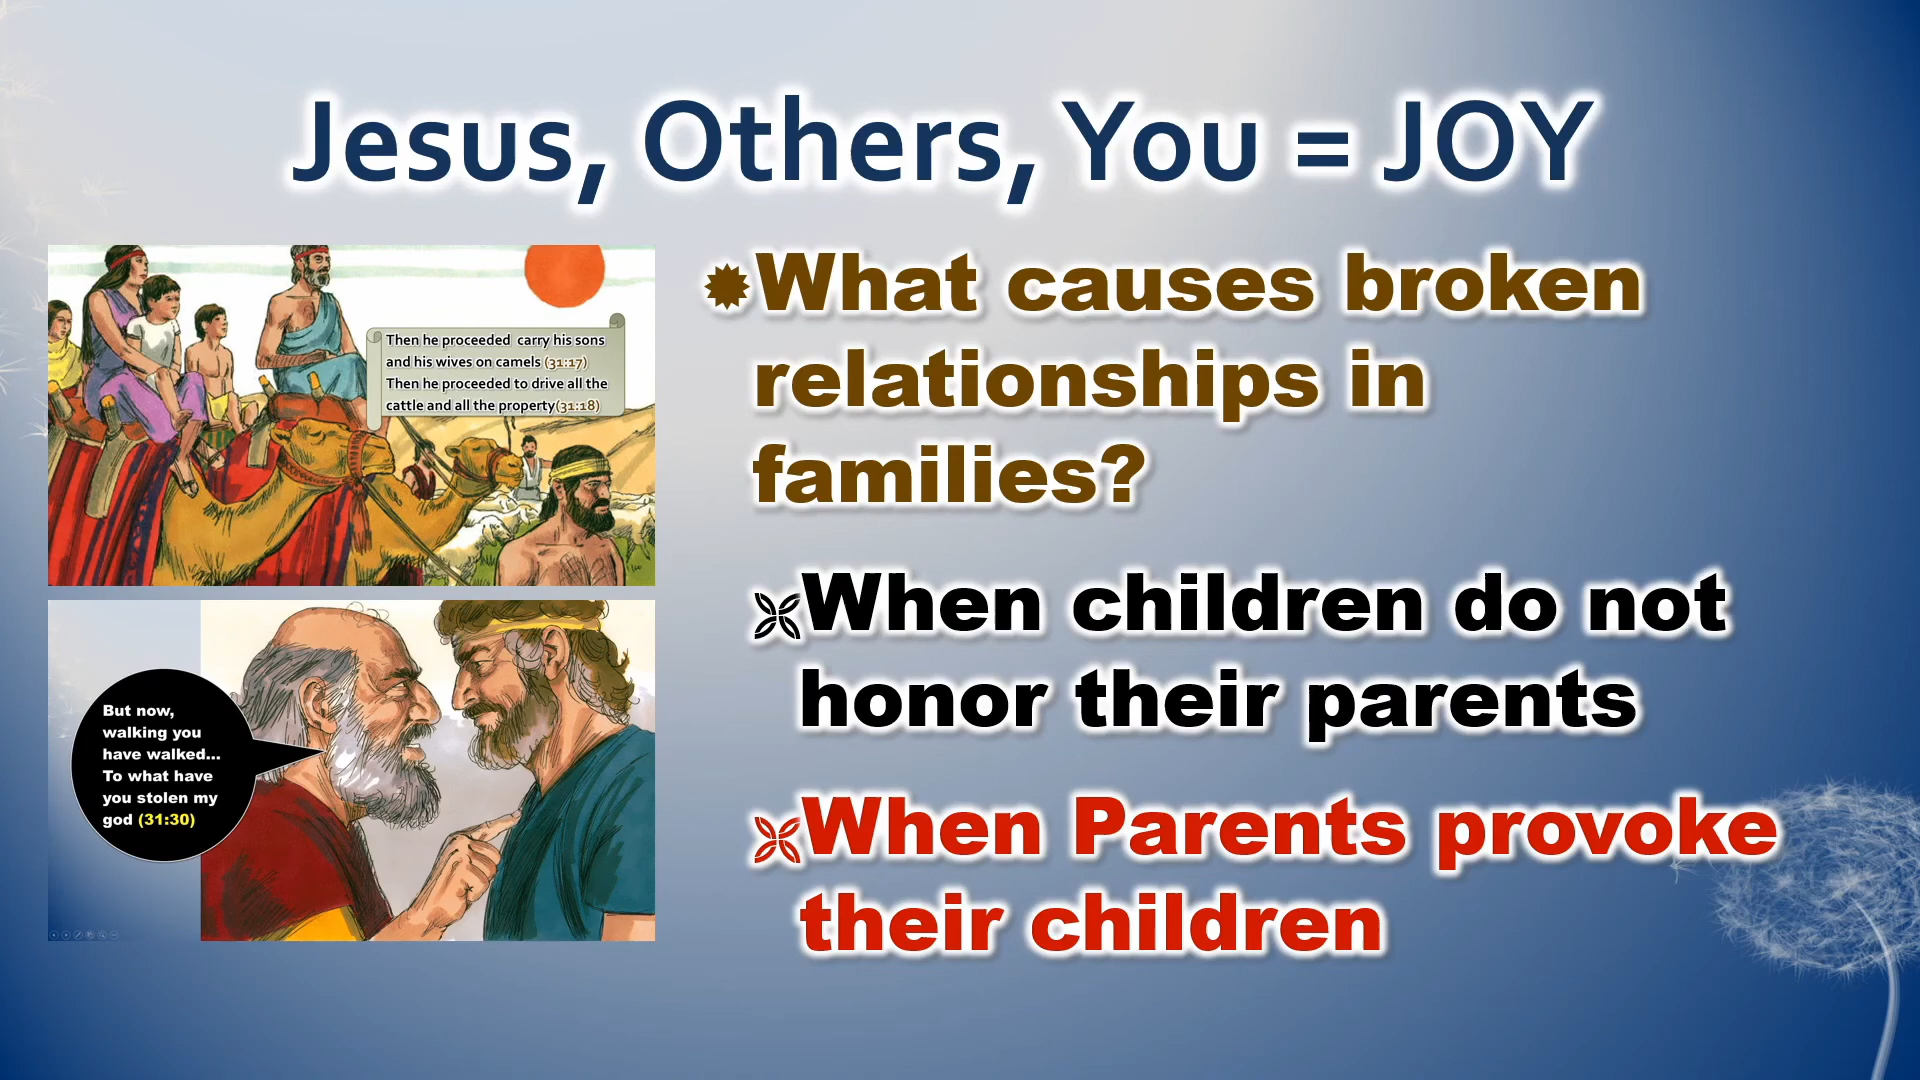 Jesus, Others, You = JOY
Then he proceeded carry his sons
and his wives on camels (31:17)
Then he proceeded to drive all the
cattle and all the property(31:18)
But now,
walking you
have walked...
To what have
you stolen my
god (31:30)
What causes broken
relationships in
families?
When children do not
honor their parents
When Parents provoke
their children